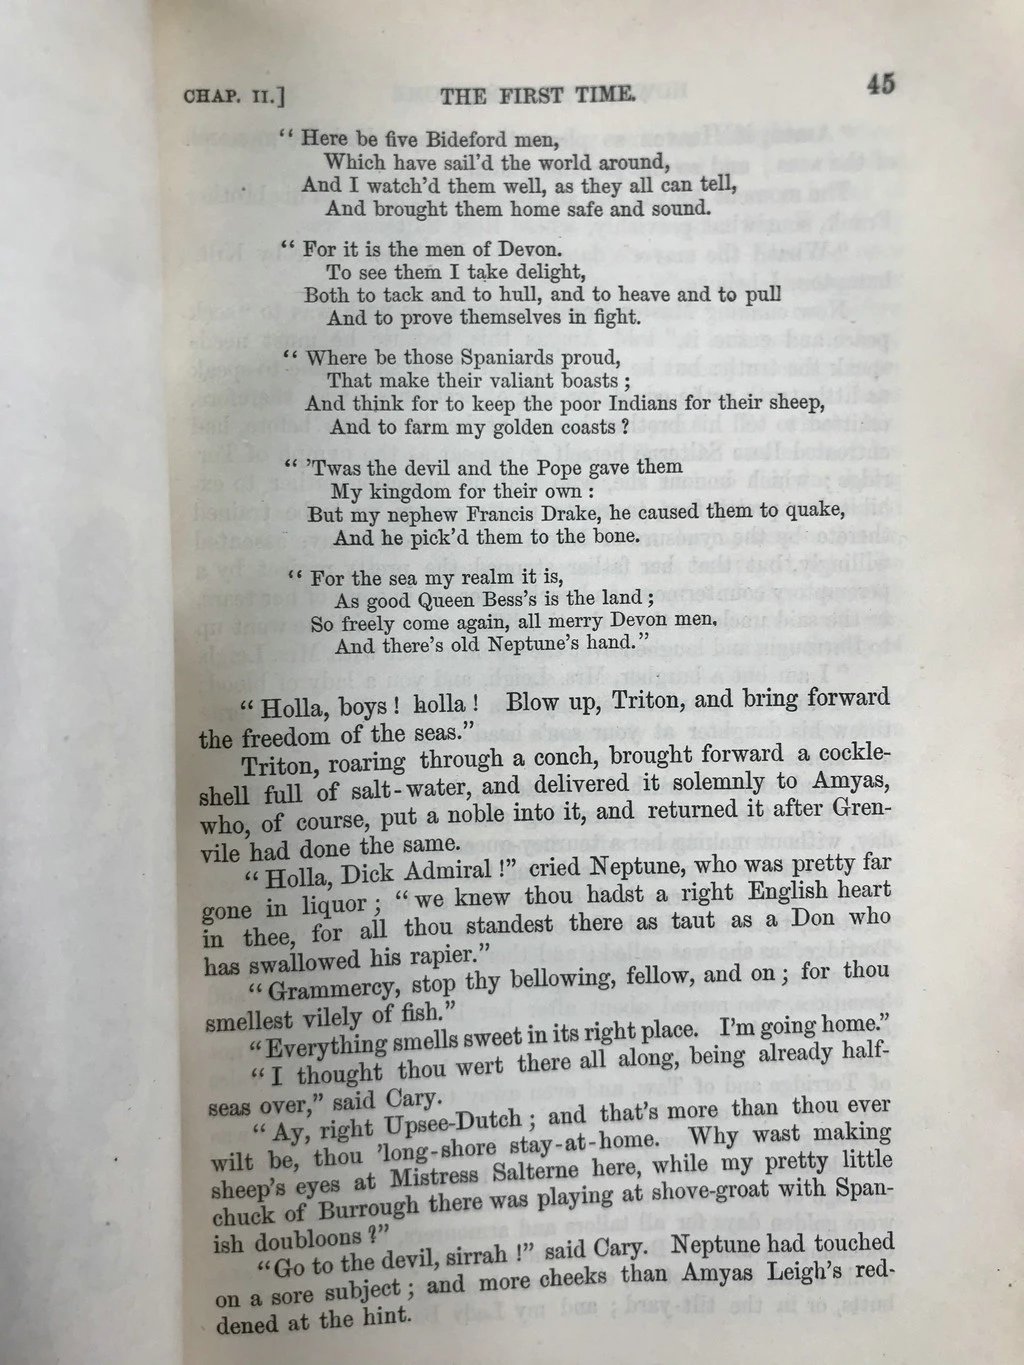 CHAP. II.] THE FIRST TIME. 45
“ Here be five Bideford men,
Which have sail’d the world around,
And I watch’d them well, as they all can tell,
And brought them home safe and sound.
“ For it is the men of Devon.
To see them I take delight,
Both to tack and to hull, and to heave and to pull
And to prove themselves in fight.
“ Where be those Spaniards proud,
That make their valiant boasts ;
And think for to keep the poor Indians for their sheep,
And to farm my golden coasts ?
“ ’Twas the devil and the Pope gave them
My kingdom for their own :
But my nephew Francis Drake, he caused them to quake,
And he pick’d them to the bone.
“ For the sea my realm it is,
As good Queen Bess’s is the land ;
So freely come again, all merry Devon men,
And there’s old Neptune’s hand.”
“ Holla, boys ! holla ! Blow up, Triton, and bring forward
the freedom of the seas.”
Triton, roaring through a conch, brought forward a cockle-
shell full of salt-water, and delivered it solemnly to Amyas,
who, of course, put a noble into it, and returned it after Gren-
vile had done the same.
“ Holla, Dick Admiral !” cried Neptune, who was pretty far
gone in liquor ; “ we knew thou hadst a right English heart
in thee, for all thou standest there as taut as a Don who
has swallowed his rapier.”
“ Grammercy, stop thy bellowing, fellow, and on ; for thou
smellest vilely of fish.”
“ Everything smells sweet in its right place. I’m going home.”
“ I thought thou wert there all along, being already half-
seas over,” said Cary.
“ Ay, right Upsee-Dutch ; and that’s more than thou ever
wilt be, thou ’long-shore stay-at-home. Why wast making
sheep’s eyes at Mistress Salterne here, while my pretty little
chuck of Burrough there was playing at shove-groat with Span-
ish doubloons ?”
“ Go to the devil, sirrah !” said Cary. Neptune had touched
on a sore subject ; and more cheeks than Amyas Leigh’s red-
dened at the hint.